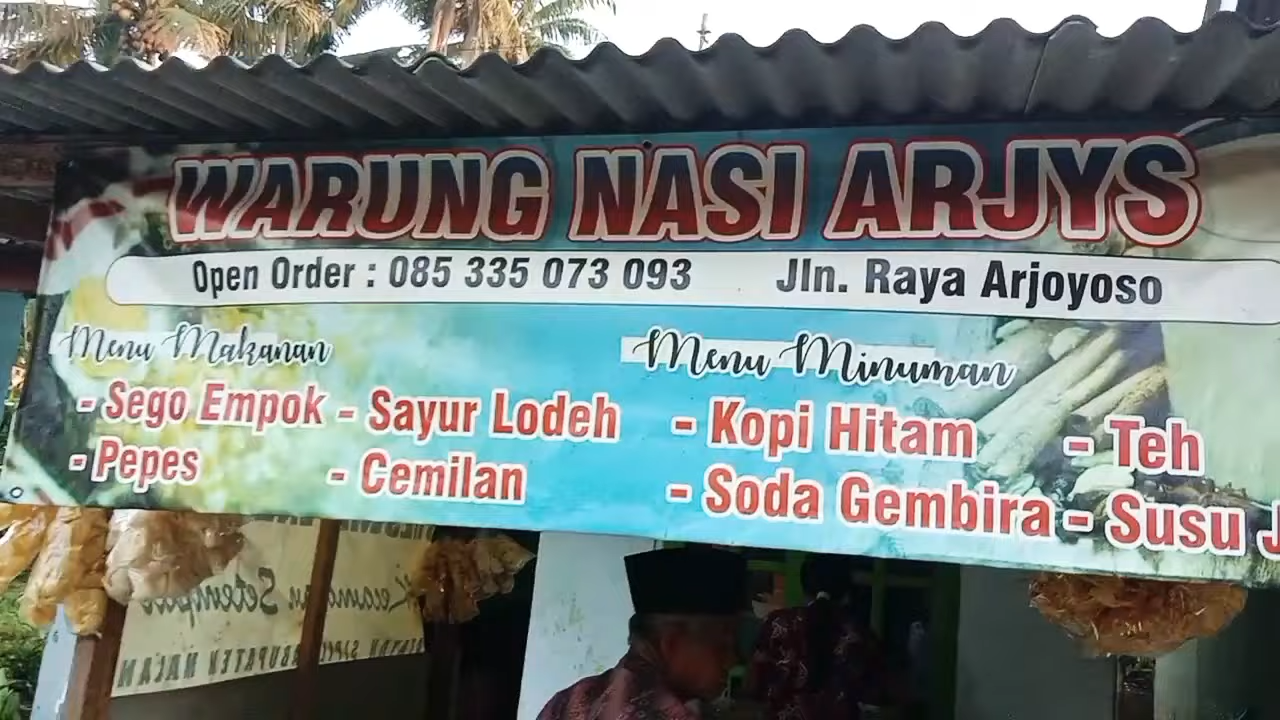 WARUNG NASI ARJYS
Open Order : 085 335 073 093 Jln. Raya Arjoyoso
Menu Makanan
- Sego Empok - Sayur Lodeh
- Pepes - Cemilan
Menu Minuman
- Kopi Hitam - Teh
- Soda Gembira - Susu J
Setempat